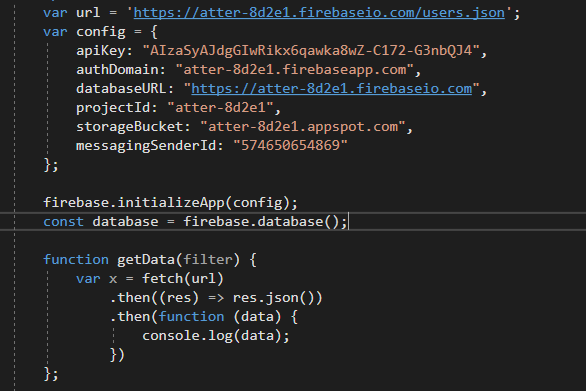 var url = 'https://atter-8d2e1.firebaseio.com/users.json';
var config = {
apiKey: "AIzaSyAJdgGIwRikx6qawka8wZ-C172-G3nbQJ4",
authDomain: "atter-8d2e1.firebaseapp.com",
databaseURL: "https://atter-8d2e1.firebaseio.com",
projectId: "atter-8d2e1",
storageBucket: "atter-8d2e1.appspot.com",
messagingSenderId: "574650654869"
};
firebase.initializeApp(config);
const database = firebase.database();
function getData(filter) {
var x = fetch(url)
.then((res) => res.json())
.then(function (data) {
console.log(data);
})
};